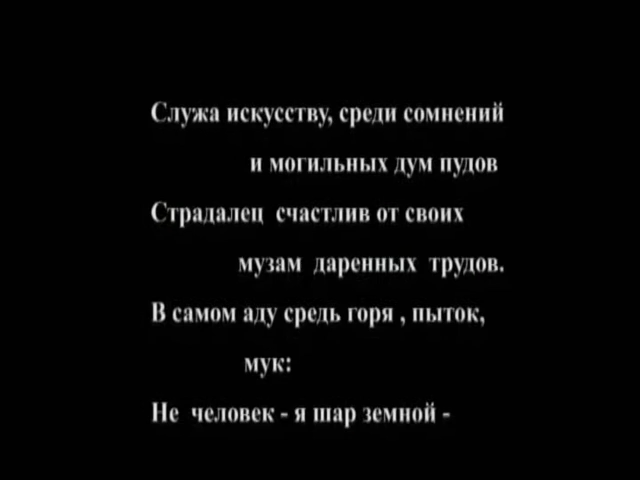 Служа искусству, среди сомнений
и могильных дум пудов
Страдалец счастлив от своих
музам даренных трудов.
В самом аду средь горя , пыток,
мук:
Не человек - я шар земной -